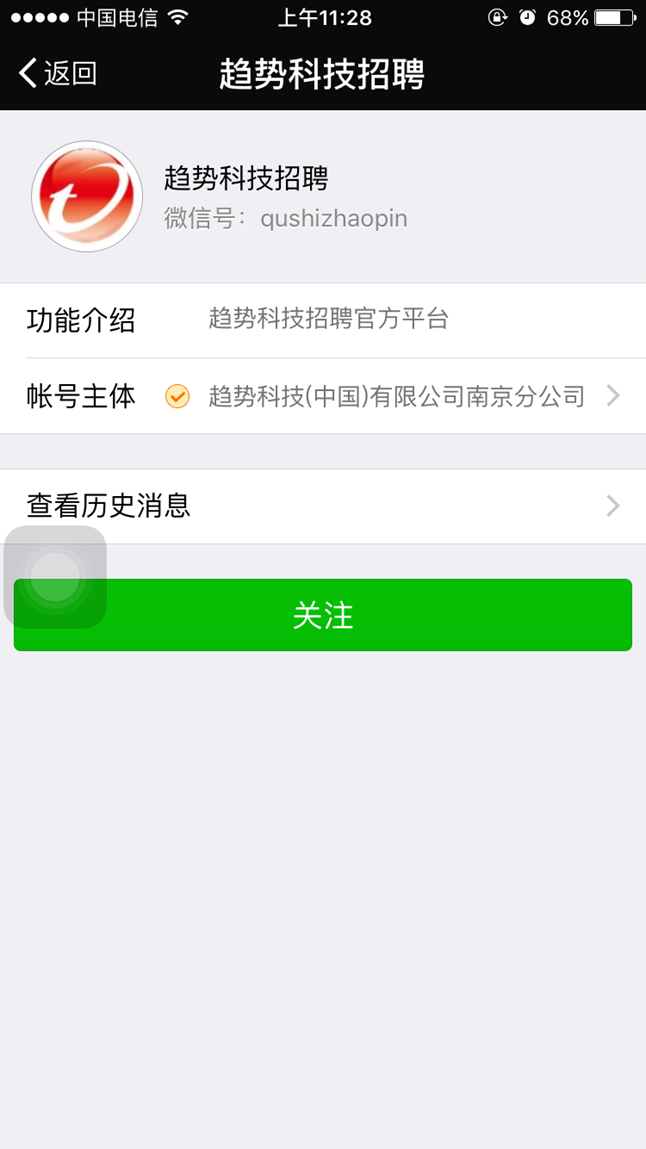 中国电信 上午11:28 68%
返回 趋势科技招聘
趋势科技招聘
微信号：qushizhaopin
功能介绍 趋势科技招聘官方平台
帐号主体 趋势科技(中国)有限公司南京分公司
查看历史消息
关注